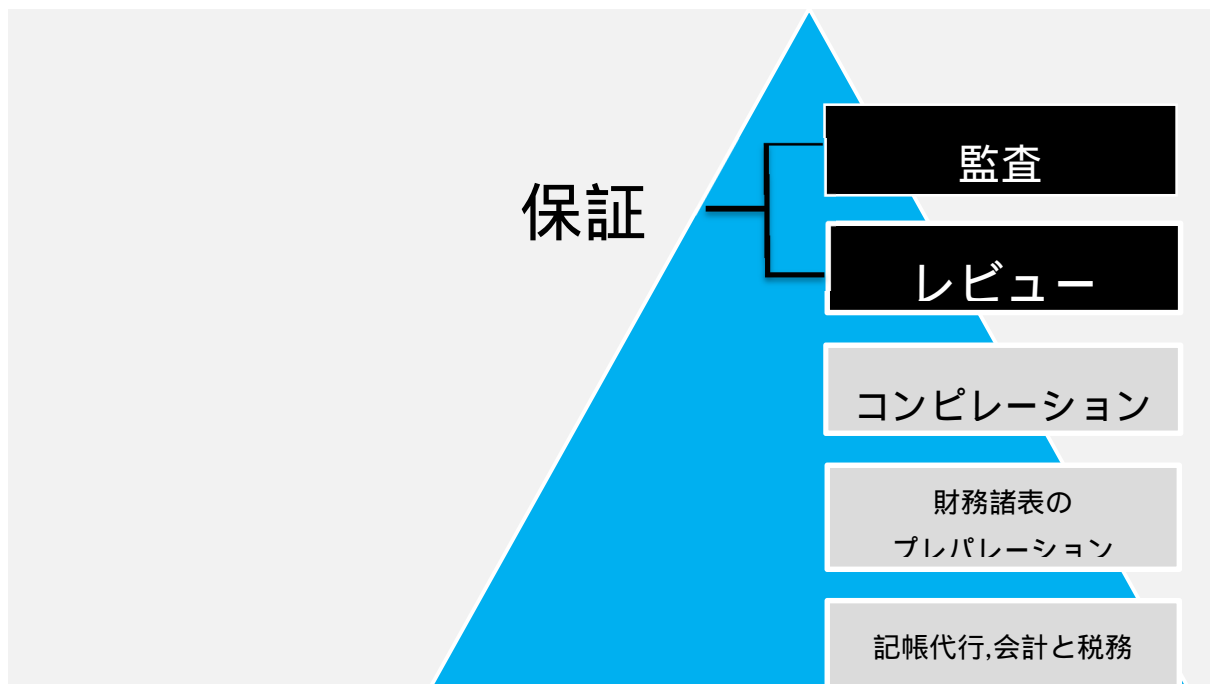 監査
保証
レビュー
コンピレーション
財務諸表の
プレパレーション
記帳代行,会計と税務